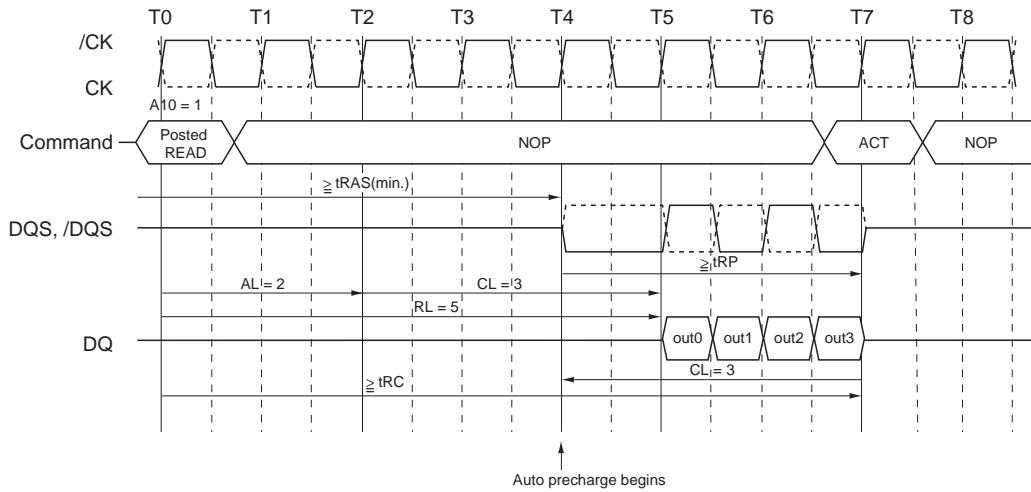 T0 T1 T2 T3 T4 T5 T6 T7 T8
/CK
CK
A10 = 1
Command
Posted
READ
NOP
ACT
NOP
≧ tRAS(min.)
DQS, /DQS
≧ tRP
AL = 2
CL = 3
RL = 5
DQ
out0 out1 out2 out3
CL = 3
≧ tRC
Auto precharge begins